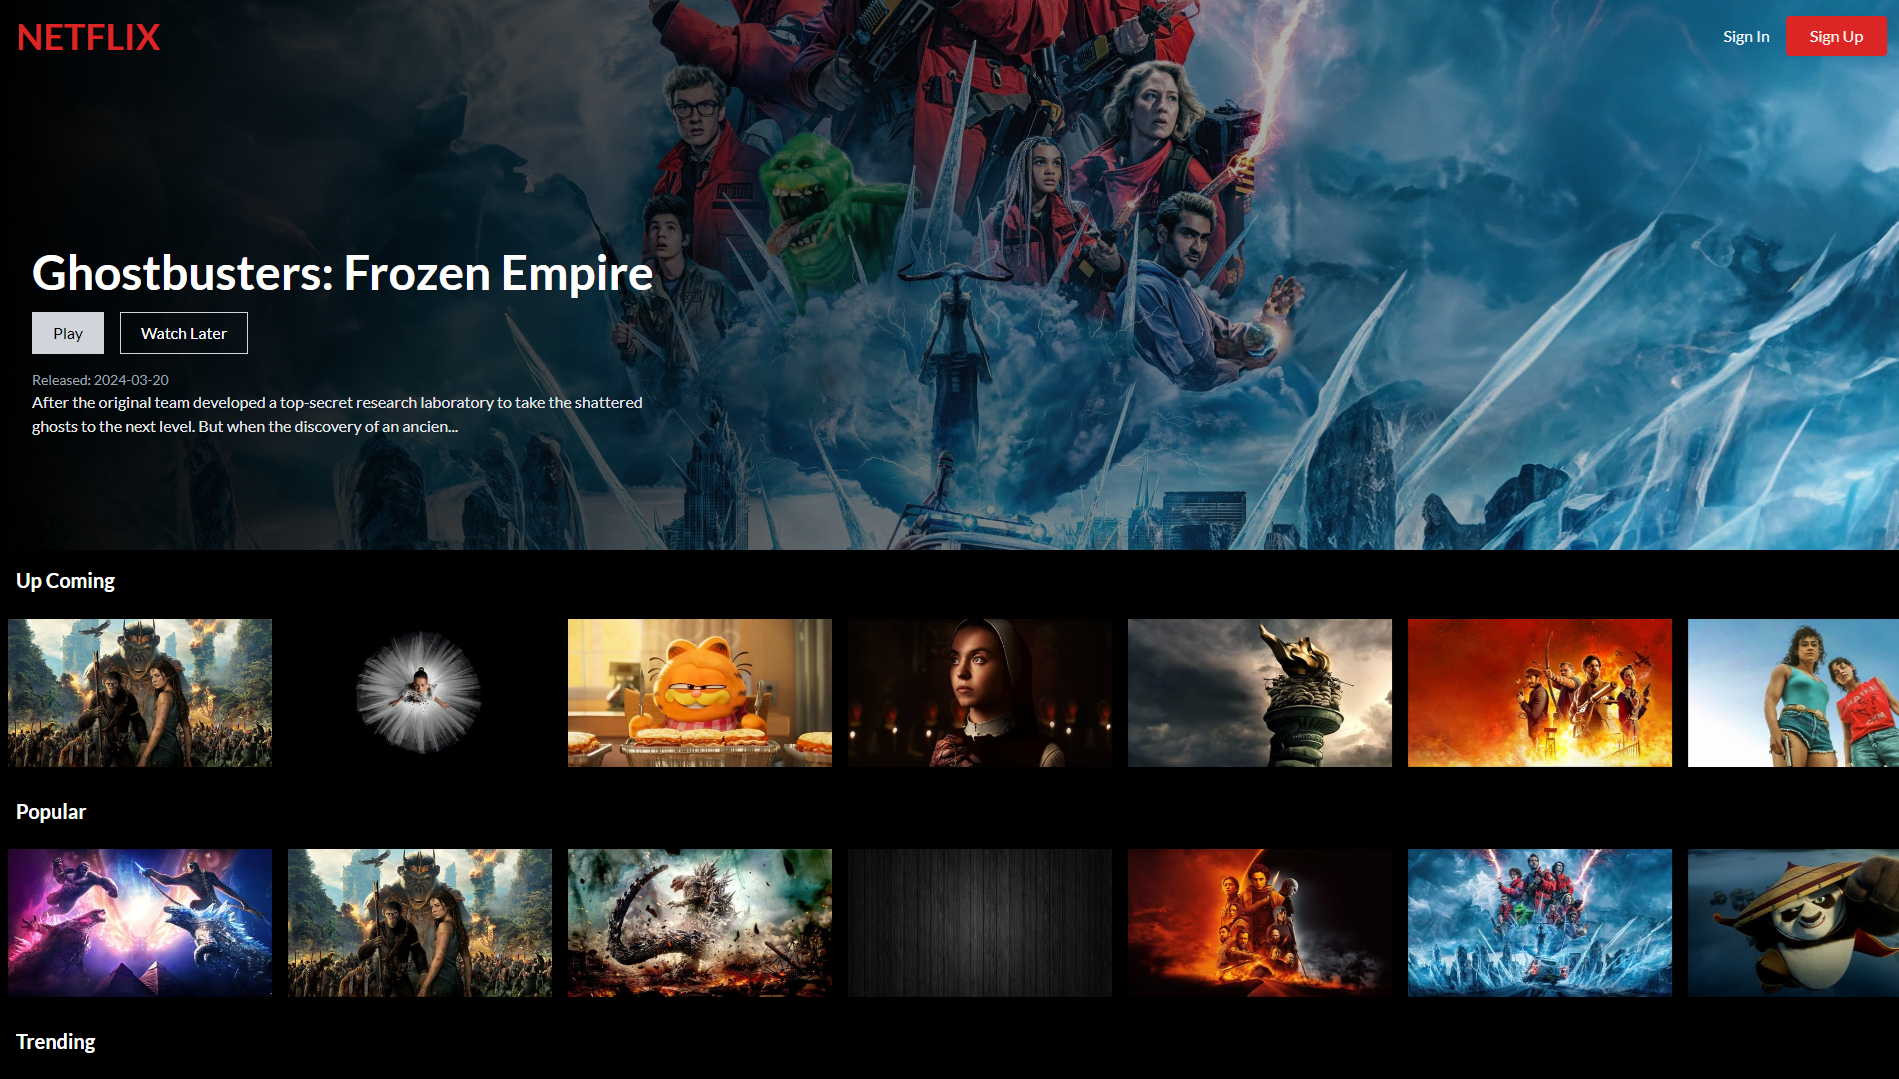 NETFLIX
Sign In
Sign Up
Ghostbusters: Frozen Empire
Play
Watch Later
Released: 2024-03-20
After the original team developed a top-secret research laboratory to take the shattered
ghosts to the next level. But when the discovery of an ancien...
Up Coming
Popular
Trending